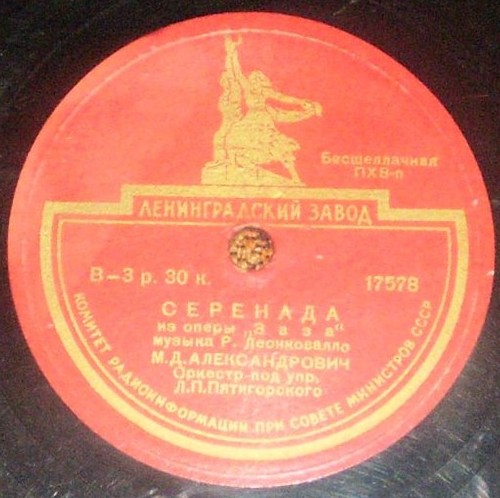 Бесшеллачная
ПХВ-п
ЛЕНИНГРАДСКИЙ ЗАВОД
В-3 р. 30 к.
17578
СЕРЕНАДА
из оперы „Заза“
музыка Р. Леонковалло
М.Д.АЛЕКСАНДРОВИЧ
Оркестр под упр.
Л.П.Пятигорского
КОМИТЕТ РАДИОИНФОРМАЦИИ ПРИ СОВЕТЕ МИНИСТРОВ СССР